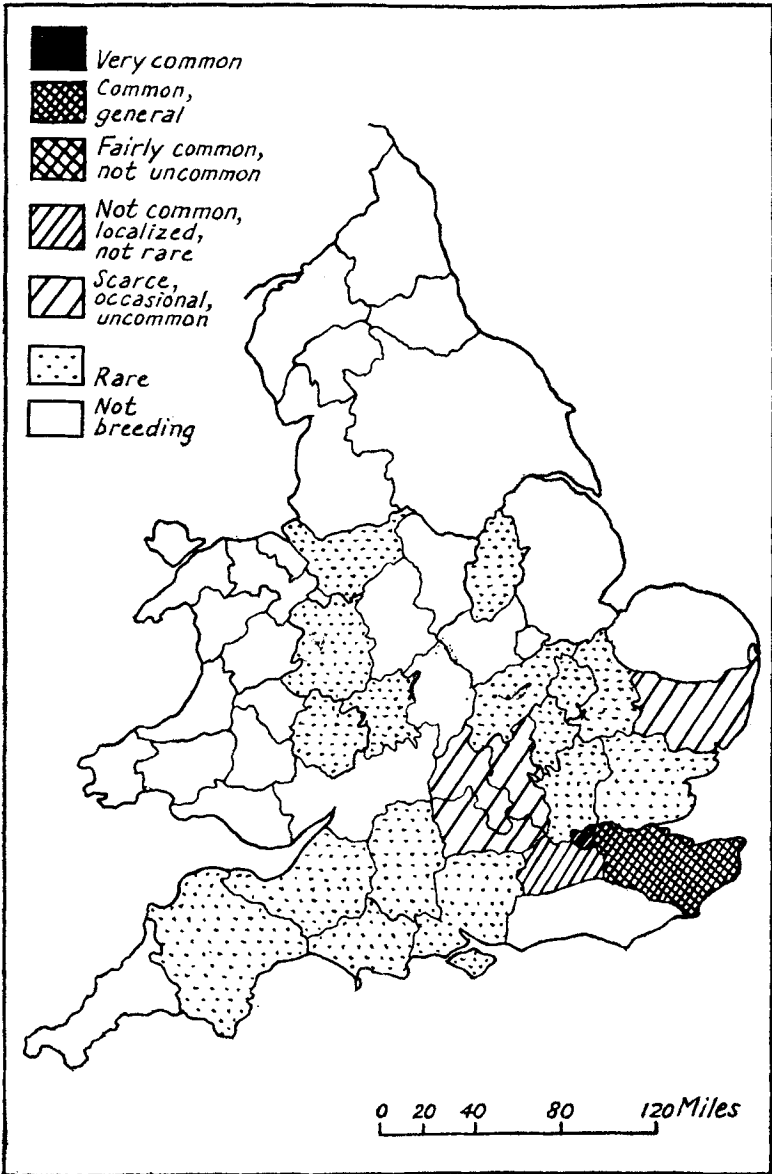 Very common
Common,
general
Fairly common,
not uncommon
Not common,
localized,
not rare
Scarce,
occasional,
uncommon
Rare
Not
breeding
0 20 40 80 120 Miles